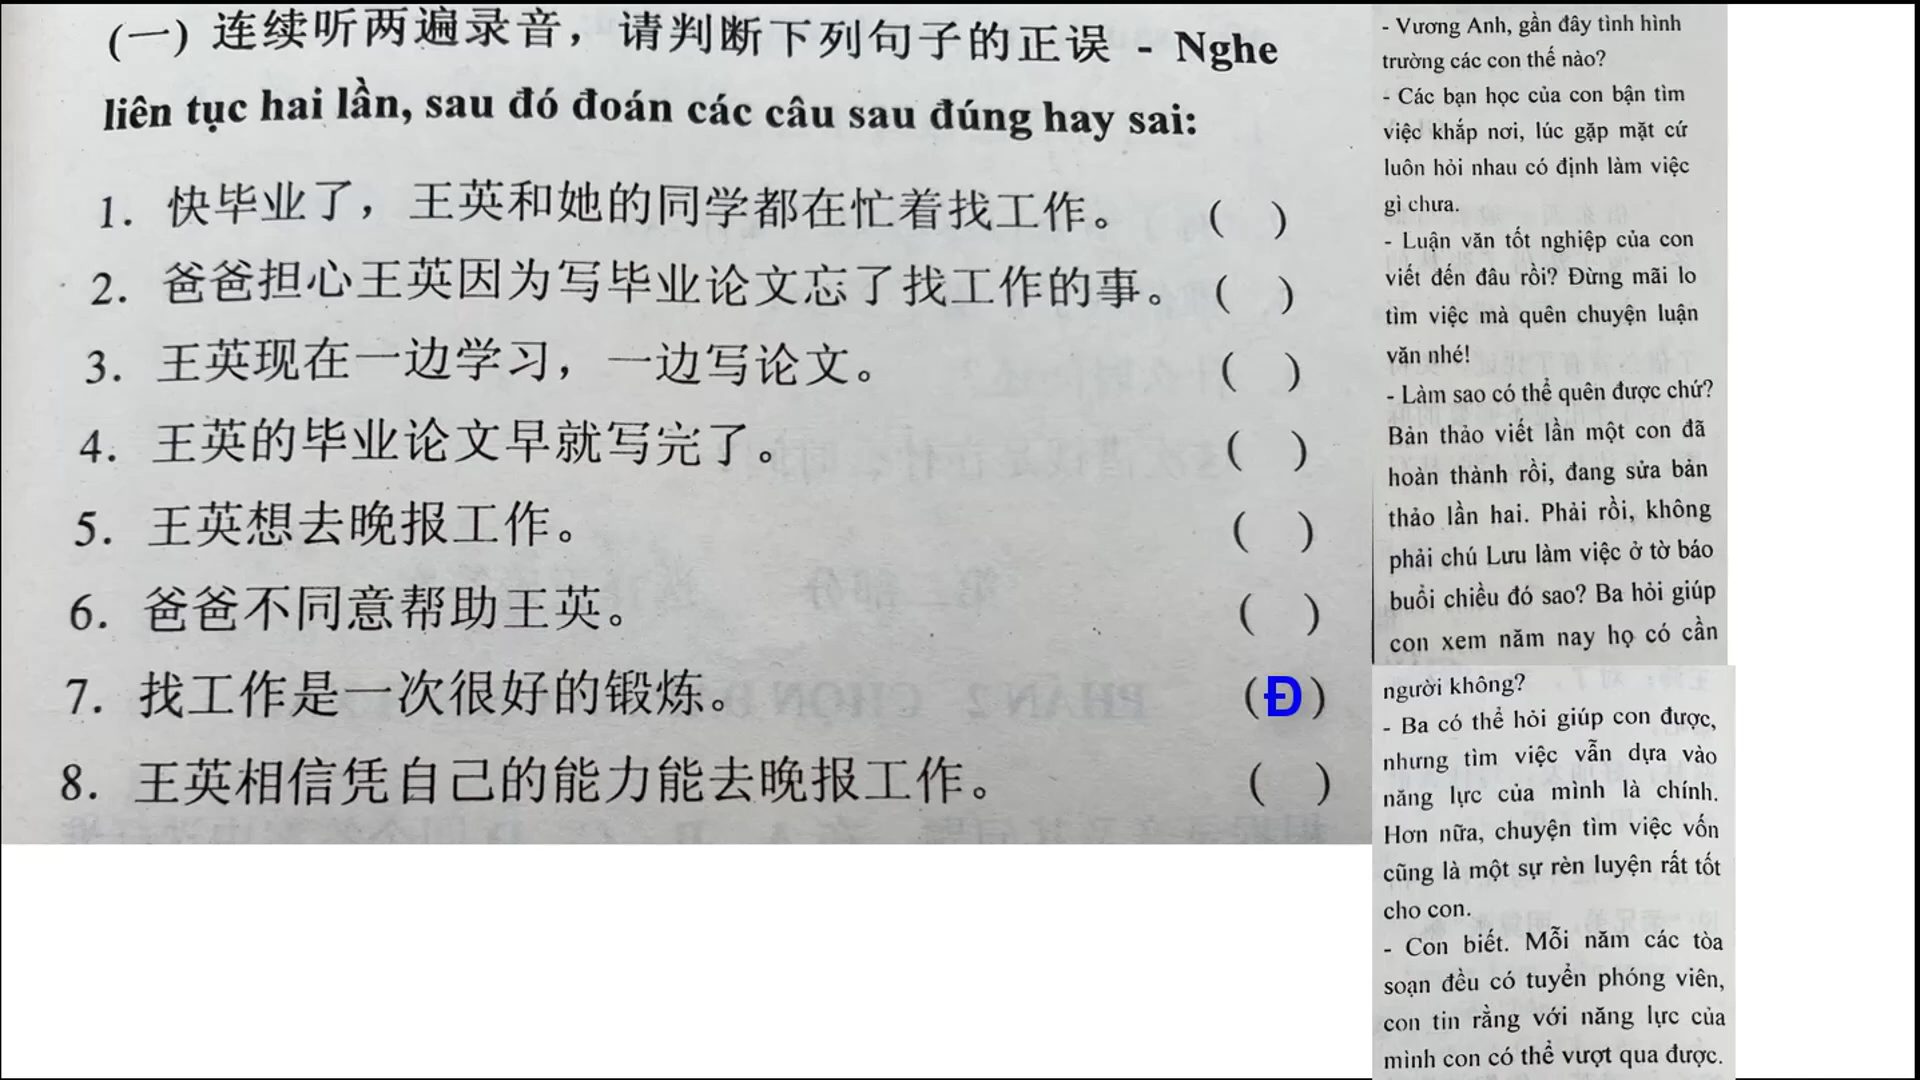 (一) 连续听两遍录音，请判断下列句子的正误 - Nghe
liên tục hai lần, sau đó đoán các câu sau đúng hay sai:
1. 快毕业了，王英和她的同学都在忙着找工作。 ( )
2. 爸爸担心王英因为写毕业论文忘了找工作的事。 ( )
3. 王英现在一边学习，一边写论文。 ( )
4. 王英的毕业论文早就写完了。 ( )
5. 王英想去晚报工作。 ( )
6. 爸爸不同意帮助王英。 ( )
7. 找工作是一次很好的锻炼。 (Đ)
8. 王英相信凭自己的能力能去晚报工作。 ( )
- Vương Anh, gần đây tình hình
trường các con thế nào?
- Các bạn học của con bận tìm
việc khắp nơi, lúc gặp mặt cứ
luôn hỏi nhau có định làm việc
gì chưa.
- Luận văn tốt nghiệp của con
viết đến đâu rồi? Đừng mãi lo
tìm việc mà quên chuyện luận
văn nhé!
- Làm sao có thể quên được chứ?
Bản thảo viết lần một con đã
hoàn thành rồi, đang sửa bản
thảo lần hai. Phải rồi, không
phải chú Lưu làm việc ở tờ báo
buổi chiều đó sao? Ba hỏi giúp
con xem năm nay họ có cần
người không?
- Ba có thể hỏi giúp con được,
nhưng tìm việc vẫn dựa vào
năng lực của mình là chính.
Hơn nữa, chuyện tìm việc vốn
cũng là một sự rèn luyện rất tốt
cho con.
- Con biết. Mỗi năm các tòa
soạn đều có tuyển phóng viên,
con tin rằng với năng lực của
mình con có thể vượt qua được.